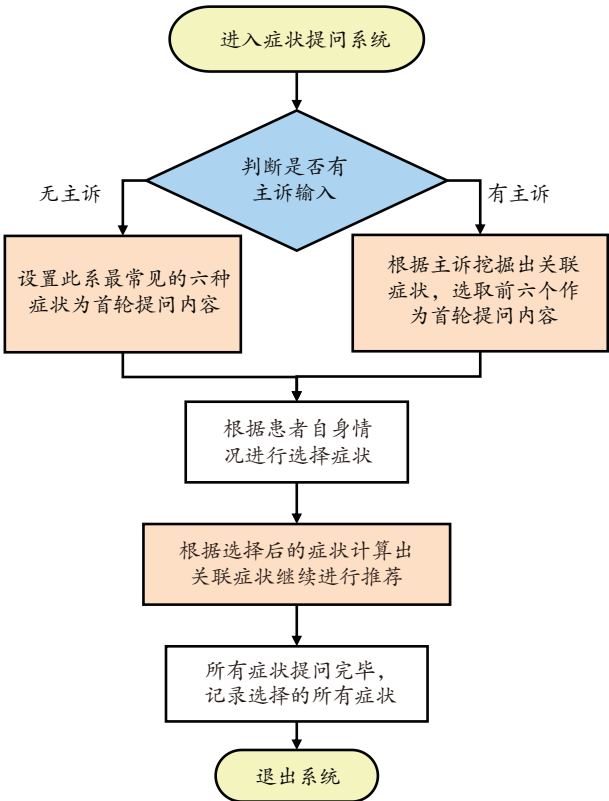 进入症状提问系统
判断是否有
主诉输入
无主诉
有主诉
设置此系最常见的六种
症状为首轮提问内容
根据主诉挖掘出关联
症状，选取前六个作
为首轮提问内容
根据患者自身情
况进行选择症状
根据选择后的症状计算出
关联症状继续进行推荐
所有症状提问完毕，
记录选择的所有症状
退出系统